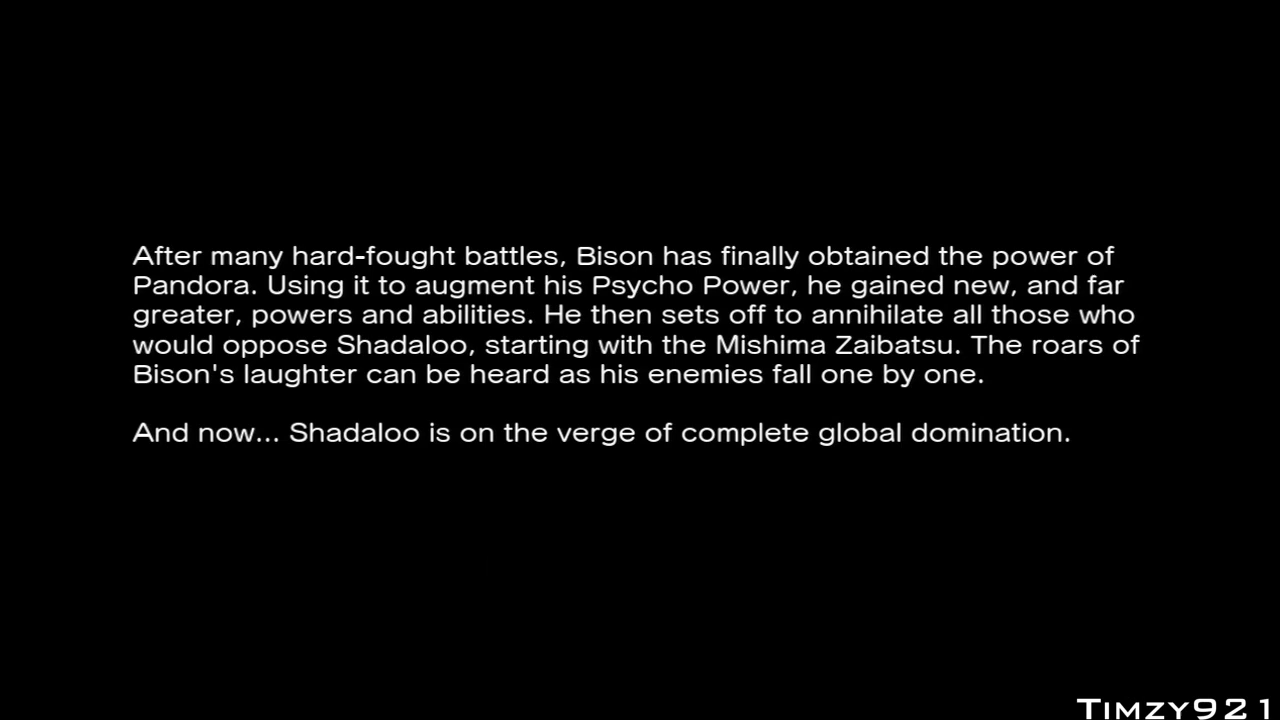 After many hard-fought battles, Bison has finally obtained the power of
Pandora. Using it to augment his Psycho Power, he gained new, and far
greater, powers and abilities. He then sets off to annihilate all those who
would oppose Shadaloo, starting with the Mishima Zaibatsu. The roars of
Bison's laughter can be heard as his enemies fall one by one.
And now... Shadaloo is on the verge of complete global domination.
Timzy921